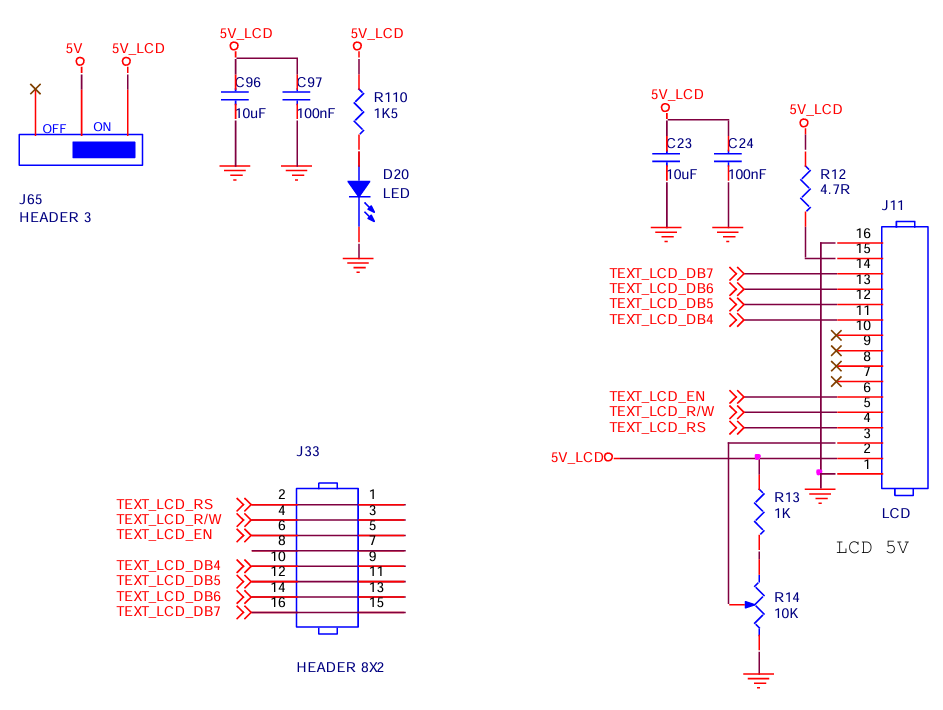 5V 5V_LCD
OFF ON
J65
HEADER 3
5V_LCD
C96 C97
10uF 100nF
5V_LCD
R110
1K5
D20
LED
5V_LCD
C23 C24
10uF 100nF
5V_LCD
R12
4.7R
J11
16
15
14
13
12
11
10
9
8
7
6
5
4
3
2
1
TEXT_LCD_DB7
TEXT_LCD_DB6
TEXT_LCD_DB5
TEXT_LCD_DB4
TEXT_LCD_EN
TEXT_LCD_R/W
TEXT_LCD_RS
5V_LCD
R13
1K
R14
10K
LCD
LCD 5V
J33
2 1
TEXT_LCD_RS
4 3
TEXT_LCD_R/W
6 5
TEXT_LCD_EN
8 7
10 9
TEXT_LCD_DB4
12 11
TEXT_LCD_DB5
14 13
TEXT_LCD_DB6
16 15
TEXT_LCD_DB7
HEADER 8X2